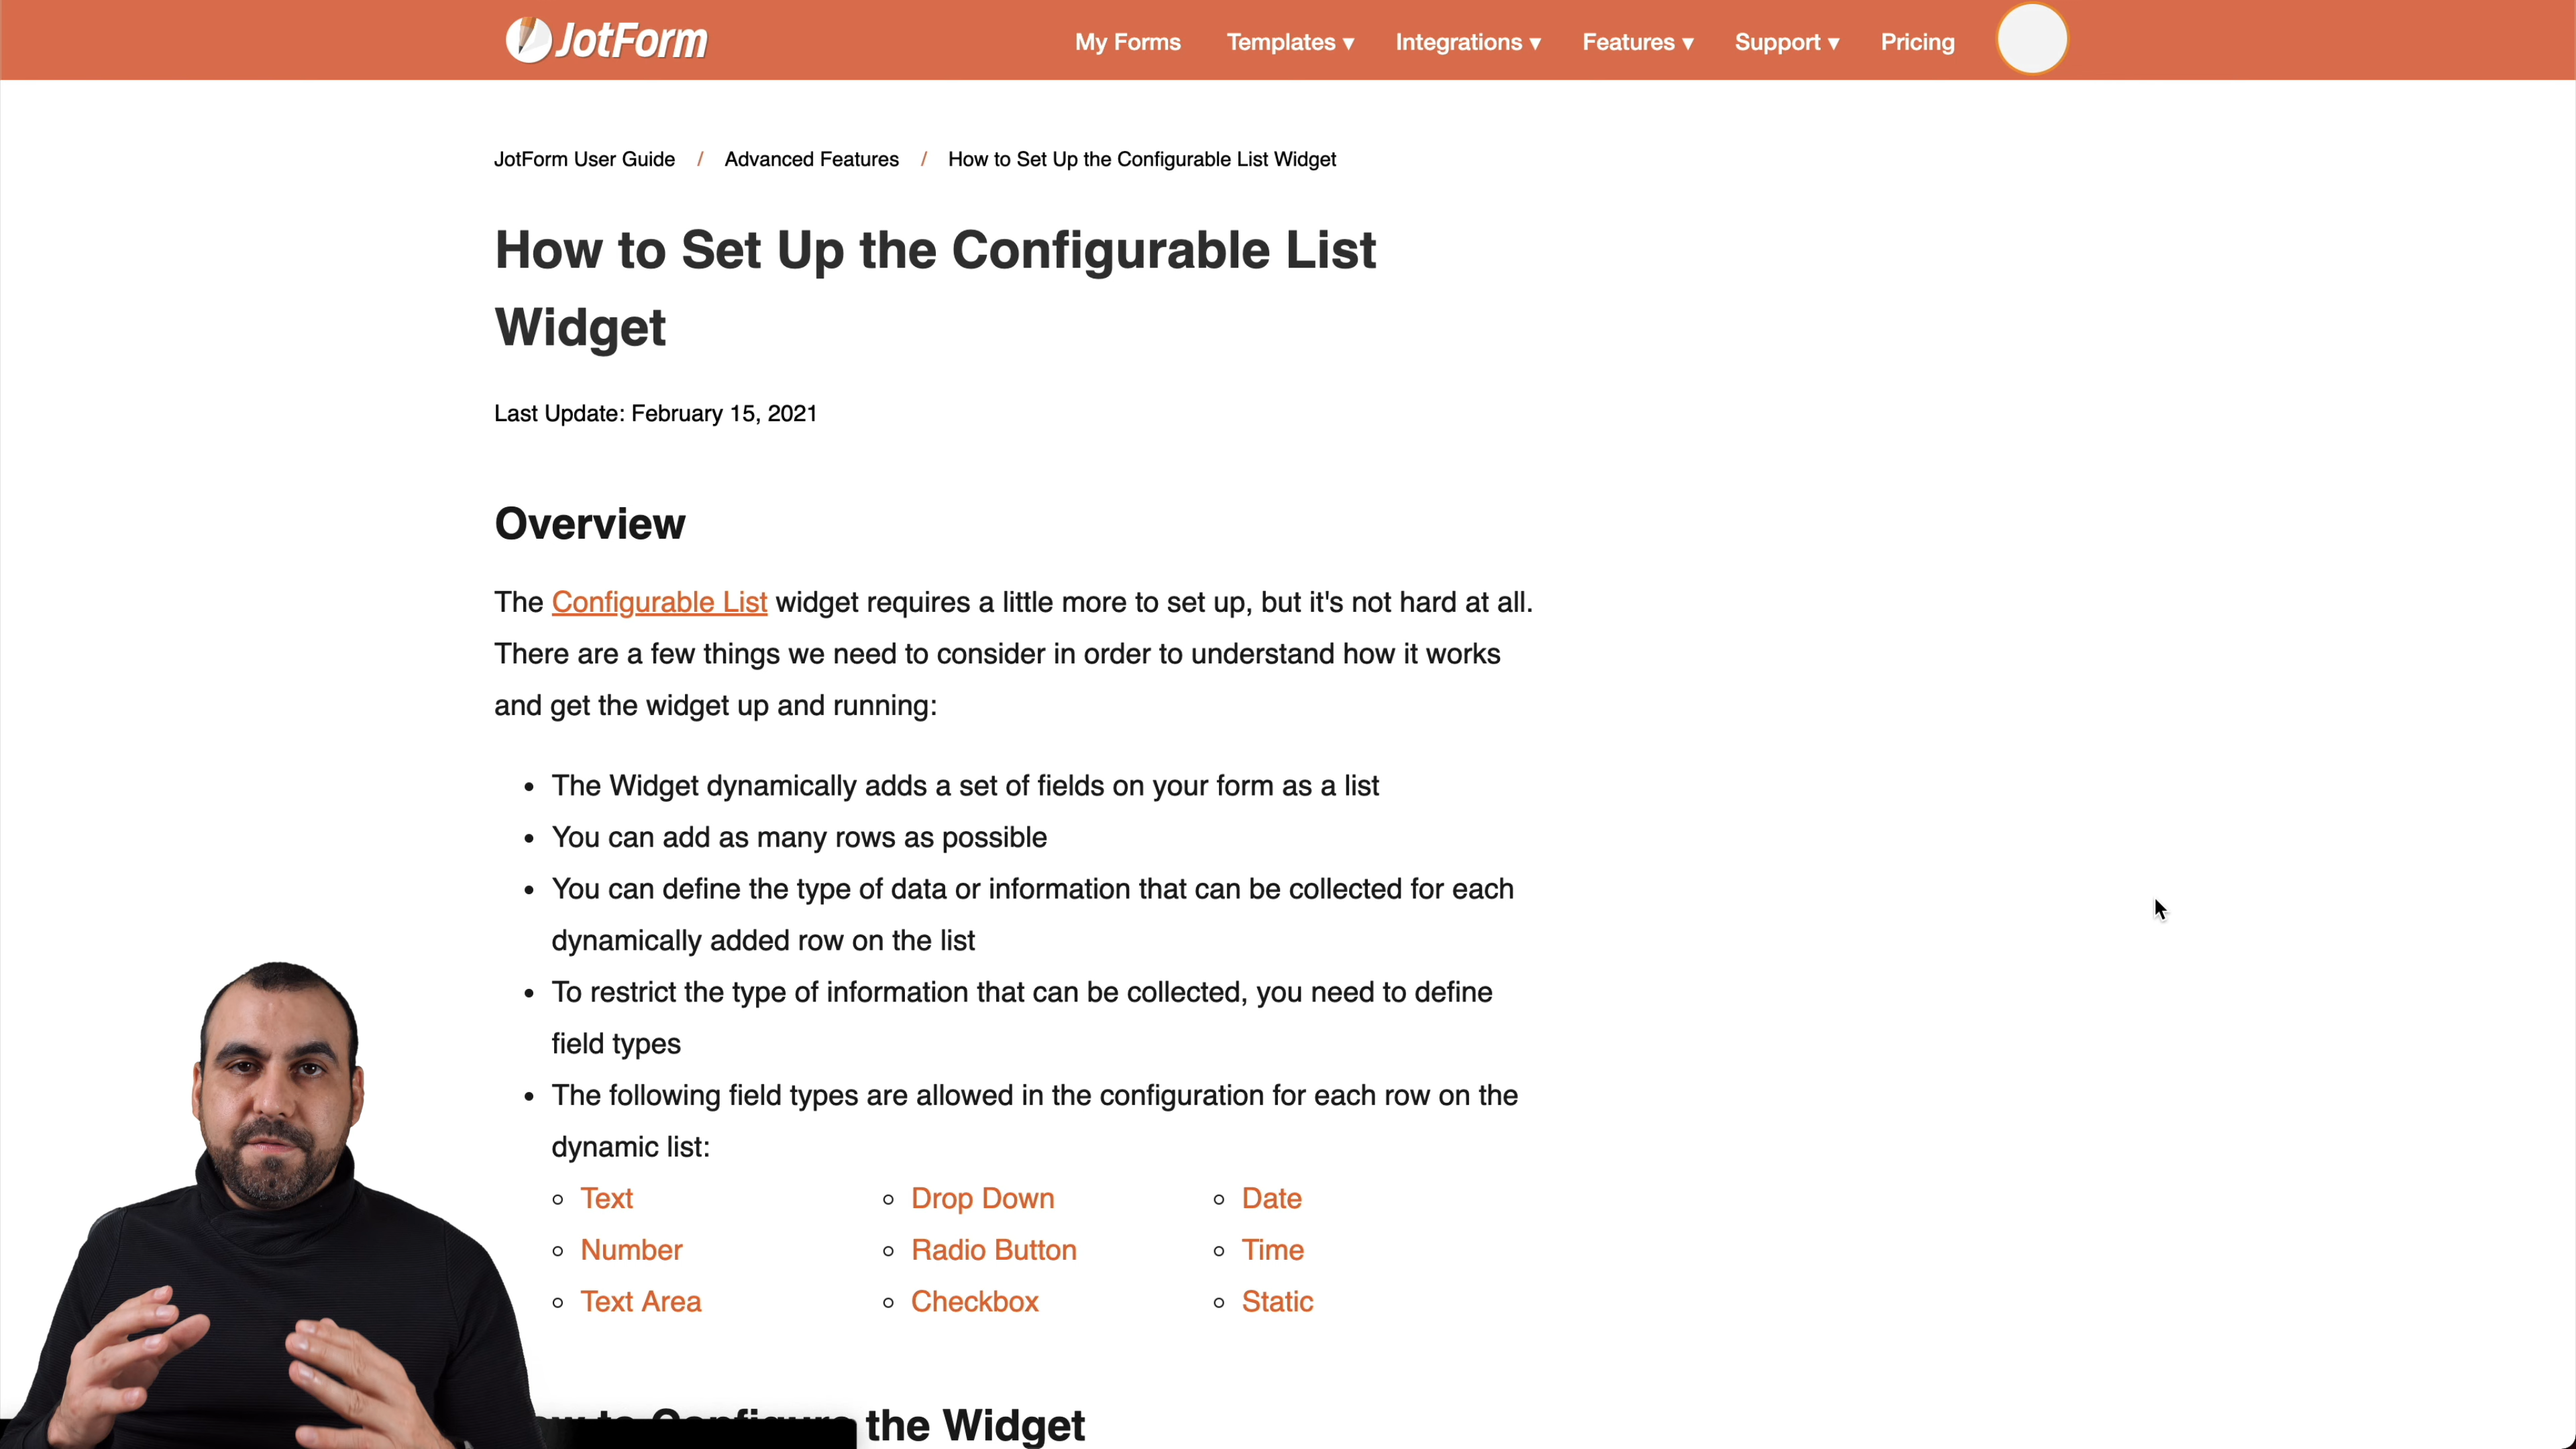 JotForm
My Forms
Templates ▾
Integrations ▾
Features ▾
Support ▾
Pricing
JotForm User Guide / Advanced Features / How to Set Up the Configurable List Widget
How to Set Up the Configurable List
Widget
Last Update: February 15, 2021
Overview
The Configurable List widget requires a little more to set up, but it's not hard at all.
There are a few things we need to consider in order to understand how it works
and get the widget up and running:
• The Widget dynamically adds a set of fields on your form as a list
• You can add as many rows as possible
• You can define the type of data or information that can be collected for each
dynamically added row on the list
• To restrict the type of information that can be collected, you need to define
field types
• The following field types are allowed in the configuration for each row on the
dynamic list:
Text
Number
Text Area
Drop Down
Radio Button
Checkbox
Date
Time
Static
to Configure the Widget